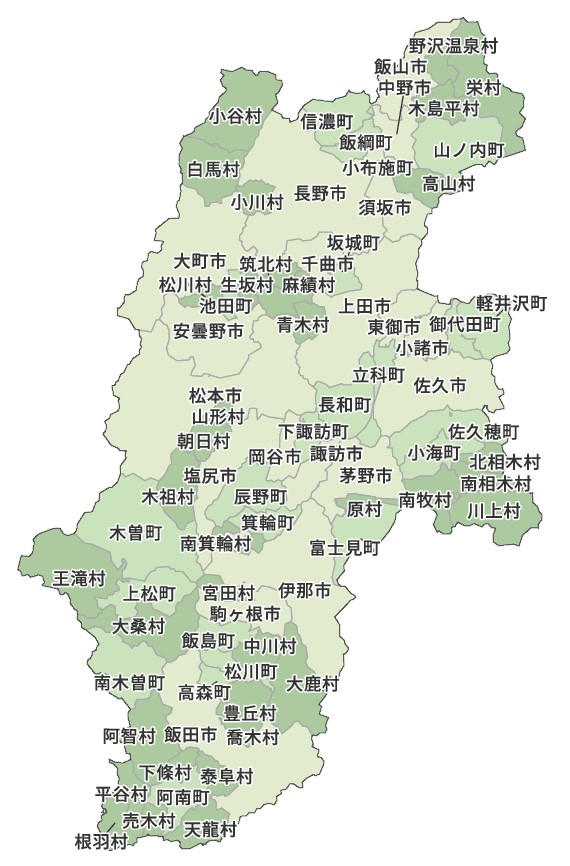 野沢温泉村
飯山市
中野市
栄村
木島平村
小谷村
信濃町
飯綱町
山ノ内町
白馬村
小布施町
高山村
小川村
長野市
須坂市
坂城町
大町市
筑北村
千曲市
松川村
生坂村
麻績村
池田町
上田市
軽井沢町
安曇野市
青木村
東御市
御代田町
小諸市
立科町
佐久市
松本市
山形村
長和町
朝日村
下諏訪町
佐久穂町
岡谷市
諏訪市
小海町
北相木村
塩尻市
茅野市
南相木村
木祖村
辰野町
原村
南牧村
川上村
木曽町
箕輪町
南箕輪村
富士見町
王滝村
上松町
宮田村
伊那市
駒ヶ根市
大桑村
飯島町
中川村
松川町
南木曽町
高森町
大鹿村
豊丘村
阿智村
飯田市
喬木村
下條村
泰阜村
平谷村
阿南町
売木村
天龍村
根羽村